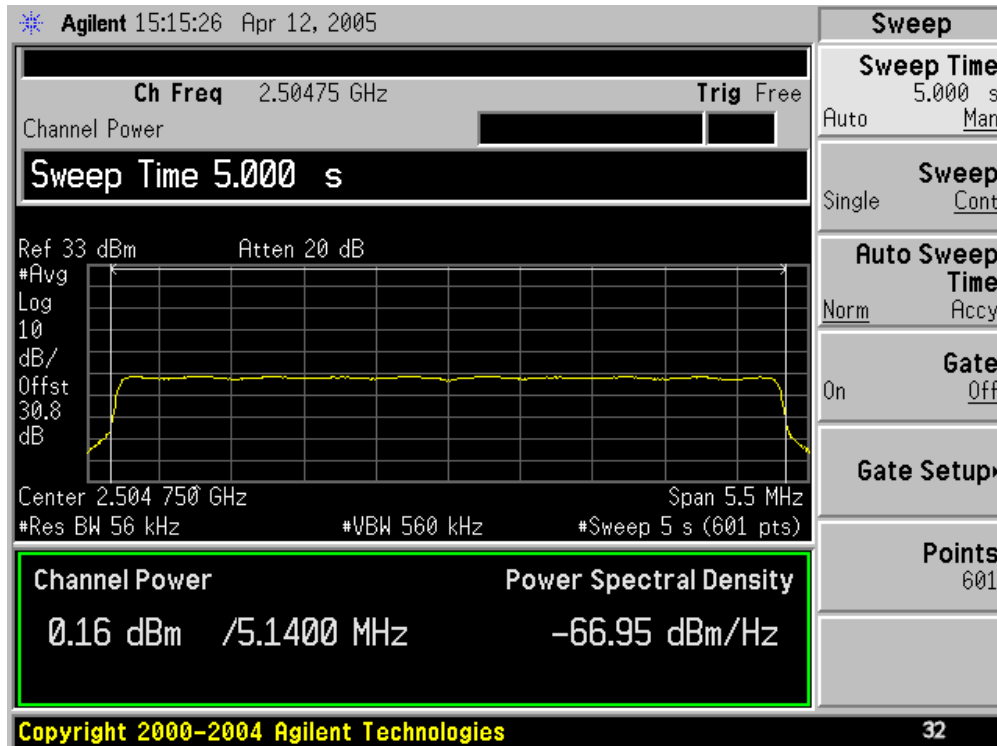 Agilent 15:15:26 Apr 12, 2005
Ch Freq 2.50475 GHz Trig Free
Channel Power
Sweep Time 5.000 s
Ref 33 dBm Atten 20 dB
#Avg
Log
10
dB/
Offst
30.8
dB
Center 2.504 750 GHz Span 5.5 MHz
#Res BW 56 kHz #VBW 560 kHz #Sweep 5 s (601 pts)
Channel Power Power Spectral Density
0.16 dBm /5.1400 MHz -66.95 dBm/Hz
Copyright 2000-2004 Agilent Technologies
Sweep
Sweep Time
5.000 s
Auto Man
Sweep
Single Cont
Auto Sweep
Time
Norm Accy
Gate
On Off
Gate Setup
Points
601
32